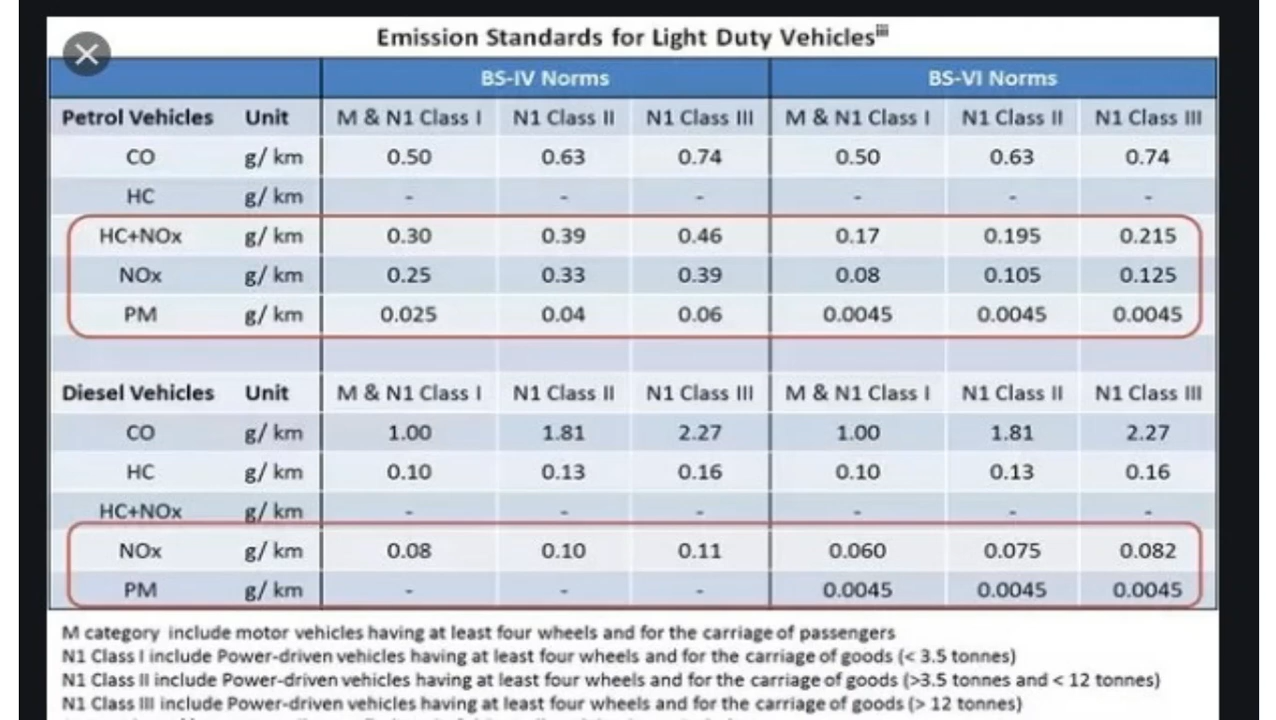 Emission Standards for Light Duty Vehiclesiii
BS-IV Norms BS-VI Norms
Petrol Vehicles Unit M & N1 Class I N1 Class II N1 Class III M & N1 Class I N1 Class II N1 Class III
CO g/ km 0.50 0.63 0.74 0.50 0.63 0.74
HC g/ km - - - - - -
HC+NOx g/ km 0.30 0.39 0.46 0.17 0.195 0.215
NOx g/ km 0.25 0.33 0.39 0.08 0.105 0.125
PM g/ km 0.025 0.04 0.06 0.0045 0.0045 0.0045
Diesel Vehicles Unit M & N1 Class I N1 Class II N1 Class III M & N1 Class I N1 Class II N1 Class III
CO g/ km 1.00 1.81 2.27 1.00 1.81 2.27
HC g/ km 0.10 0.13 0.16 0.10 0.13 0.16
HC+NOx g/ km - - - - - -
NOx g/ km 0.08 0.10 0.11 0.060 0.075 0.082
PM g/ km - - - 0.0045 0.0045 0.0045
M category include motor vehicles having at least four wheels and for the carriage of passengers
N1 Class I include Power-driven vehicles having at least four wheels and for the carriage of goods (< 3.5 tonnes)
N1 Class II include Power-driven vehicles having at least four wheels and for the carriage of goods (>3.5 tonnes and < 12 tonnes)
N1 Class III include Power-driven vehicles having at least four wheels and for the carriage of goods (> 12 tonnes)